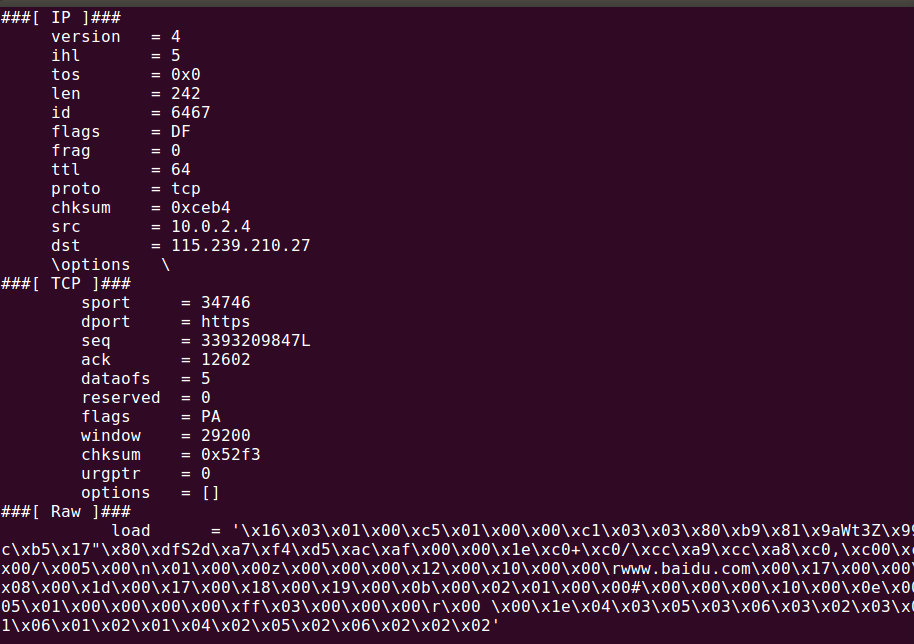 ###[ IP ]###
     version   = 4
     ihl       = 5
     tos       = 0x0
     len       = 242
     id        = 6467
     flags     = DF
     frag      = 0
     ttl       = 64
     proto     = tcp
     chksum    = 0xceb4
     src       = 10.0.2.4
     dst       = 115.239.210.27
     \options   \
###[ TCP ]###
        sport     = 34746
        dport     = https
        seq       = 3393209847L
        ack       = 12602
        dataofs   = 5
        reserved  = 0
        flags     = PA
        window    = 29200
        chksum    = 0x52f3
        urgptr    = 0
        options   = []
###[ Raw ]###
           load      = '\x16\x03\x01\x00\xc5\x01\x00\x00\xc1\x03\x03\x80\xb9\x81\x9aWt3Z\x99
c\xb5\x17"\x80\xdfS2d\xa7\xf4\xd5\xac\xaf\x00\x00\x1e\xc0+\xc0/\xcc\xa9\xcc\xa8\xc0,\xc00\xc
x00/\x005\x00\n\x01\x00\x00z\x00\x00\x00\x12\x00\x10\x00\x00\rwww.baidu.com\x00\x17\x00\x00\
x08\x00\x1d\x00\x17\x00\x18\x00\x19\x00\x0b\x00\x02\x01\x00\x00#\x00\x00\x00\x10\x00\x0e\x00
05\x01\x00\x00\x00\x00\xff\x03\x00\x00\x00\r\x00 \x00\x1e\x04\x03\x05\x03\x06\x03\x02\x03\x0
1\x06\x01\x02\x01\x04\x02\x05\x02\x06\x02\x02\x02'